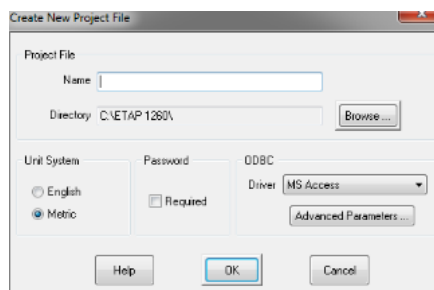 Create New Project File
Project File
Name
Directory C:\ETAP 1260\ Browse ...
Unit System Password ODBC
English Required Driver MS Access
Metric Advanced Parameters ...
Help OK Cancel